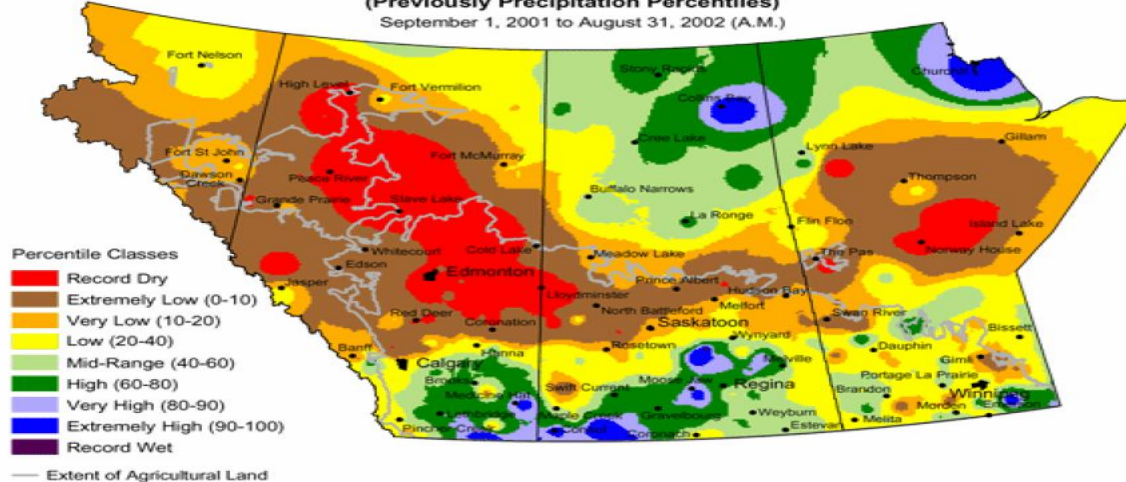 (Previously Precipitation Percentiles)
September 1, 2001 to August 31, 2002 (A.M.)
Fort Nelson
High Level
Fort Vermilion
Stony Rapids
Churchill
Collins Bay
Cree Lake
Lynn Lake
Gillam
Fort St John
Dawson Creek
Fort McMurray
Peace River
Thompson
Grande Prairie
Buffalo Narrows
Slave Lake
La Ronge
Flin Flon
Island Lake
Whitecourt
Cold Lake
Meadow Lake
The Pas
Norway House
Edson
Edmonton
Jasper
Lloydminster
Prince Albert
Hudson Bay
North Battleford
Melfort
Red Deer
Coronation
Saskatoon
Swan River
Wynyard
Bissett
Banff
Hanna
Rosetown
Dauphin
Gimli
Calgary
Melville
Portage La Prairie
Brooks
Swift Current
Moose Jaw
Regina
Brandon
Winnipeg
Medicine Hat
Maple Creek
Gravelbourg
Weyburn
Morden
Emerson
Lethbridge
Melita
Pincher Creek
Consul
Coronach
Estevan
Percentile Classes
Record Dry
Extremely Low (0-10)
Very Low (10-20)
Low (20-40)
Mid-Range (40-60)
High (60-80)
Very High (80-90)
Extremely High (90-100)
Record Wet
Extent of Agricultural Land